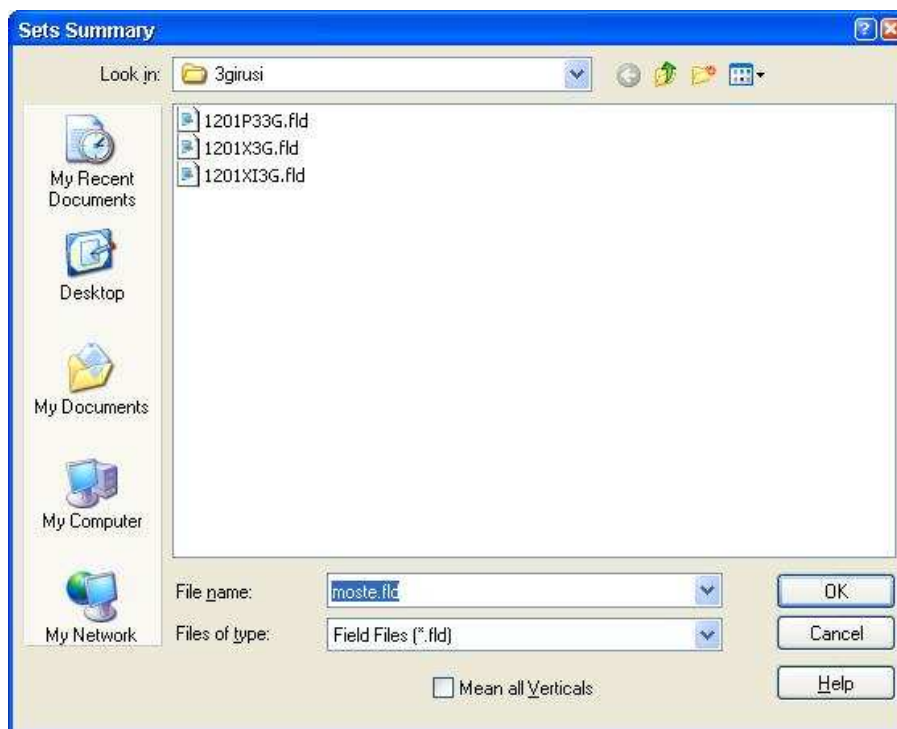 Sets Summary
Look in: 3girusi
1201P33G.fld
1201X3G.fld
1201XI3G.fld
My Recent
Documents
Desktop
My Documents
My Computer
My Network
File name: moste.fld OK
Files of type: Field Files (*.fld) Cancel
Mean all Verticals Help